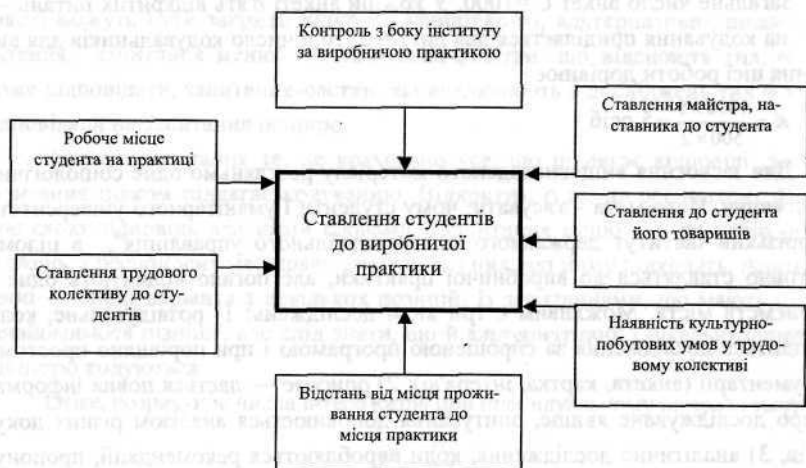 Контроль з боку інституту
за виробничою практикою
Робоче місце
студента на практиці
Ставлення майстра, на-
ставника до студента
Ставлення студентів
до виробничої
практики
Ставлення до студента
його товаришів
Ставлення трудового
колективу до сту-
дентів
Наявність культурно-
побутових умов у трудо-
вому колективі
Відстань від місця прожи-
вання студента до
місця практики